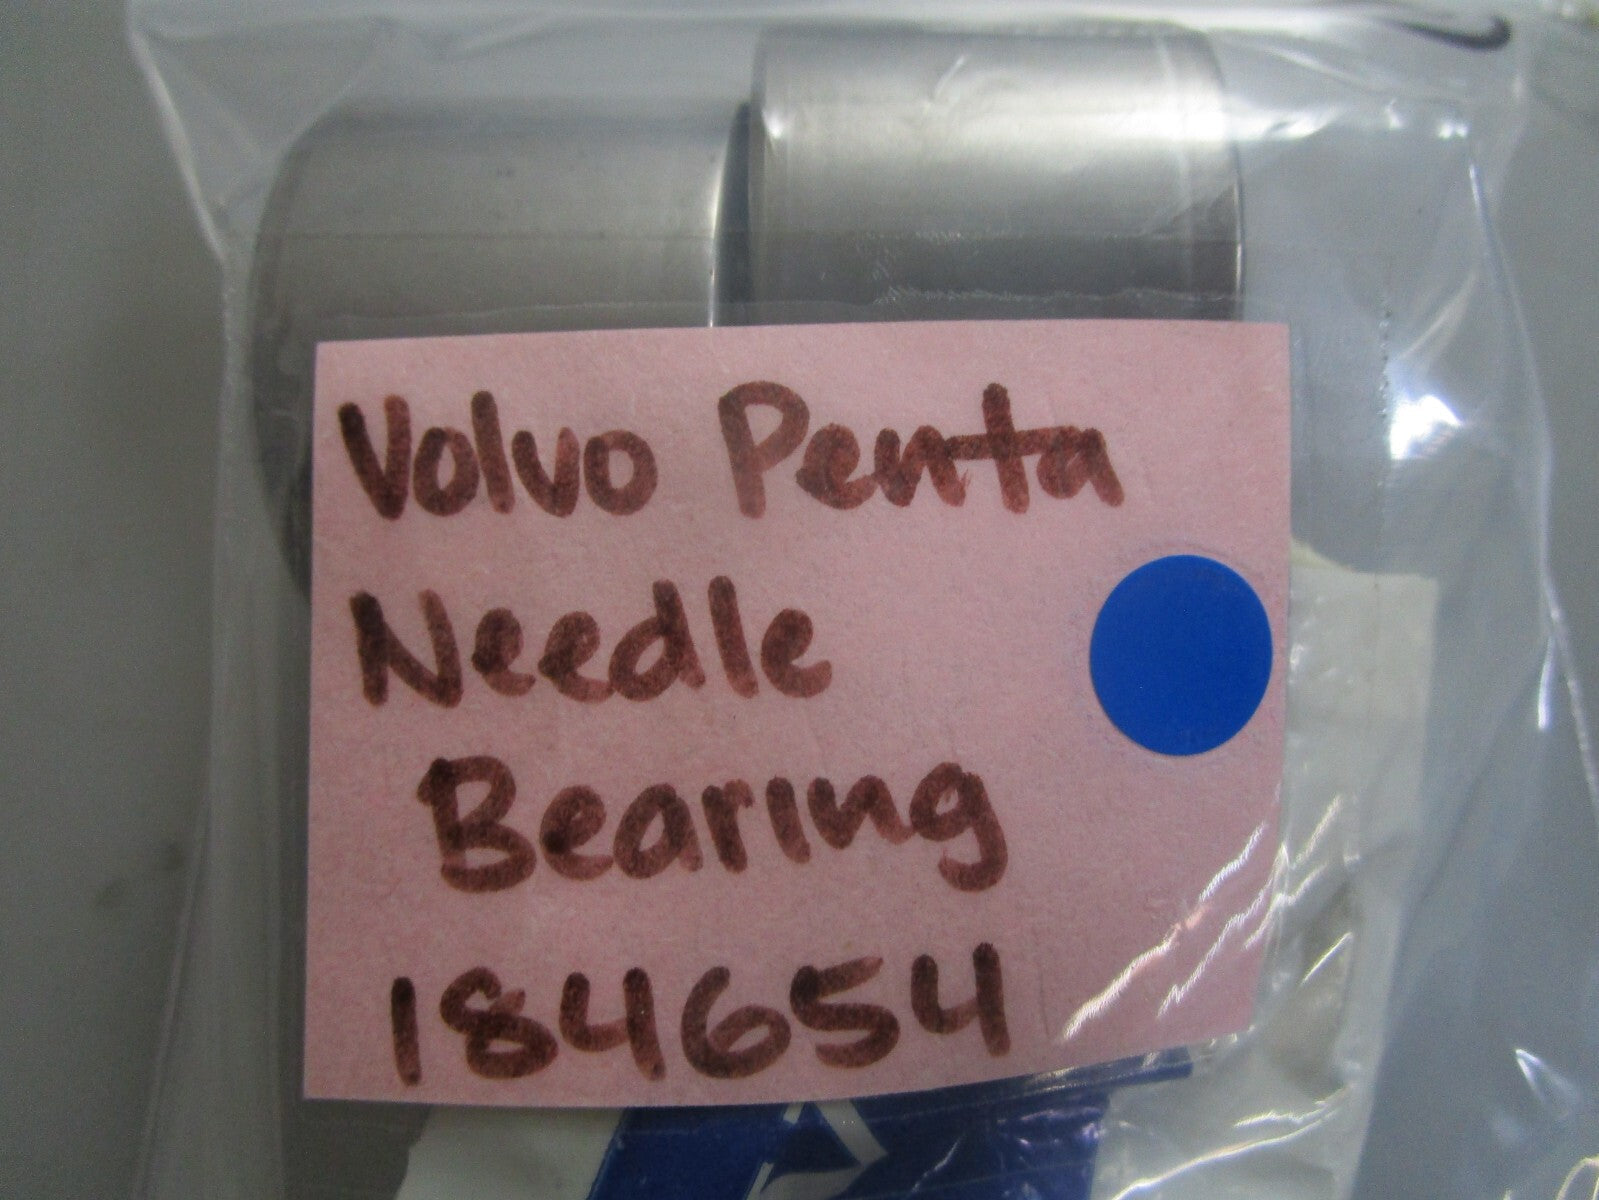 Volvo Penta
Needle
Bearing
184654